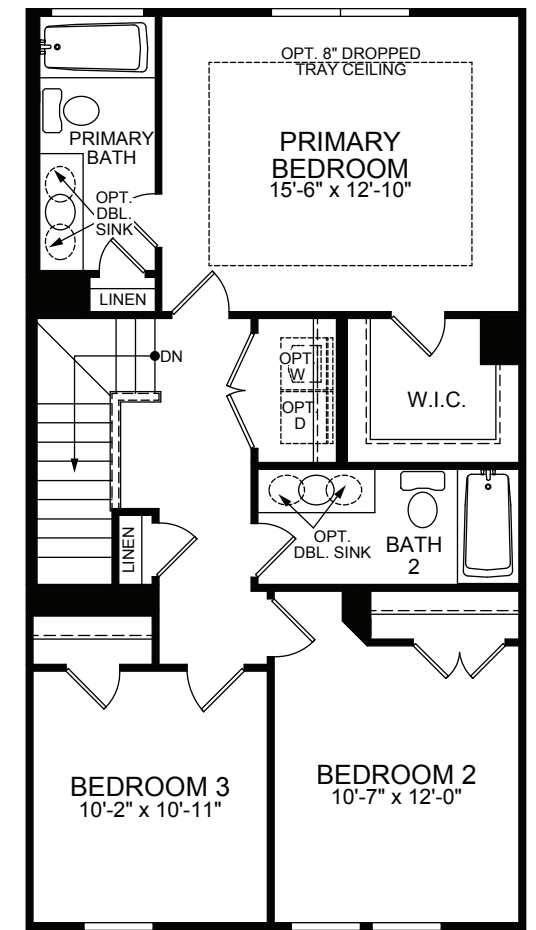 OPT. 8" DROPPED
TRAY CEILING
PRIMARY
BATH
PRIMARY
BEDROOM
15'-6" x 12'-10"
OPT.
DBL.
SINK
LINEN
DN
OPT.
W
OPT.
D
W.I.C.
LINEN
OPT.
DBL. SINK
BATH
2
BEDROOM 3
10'-2" x 10'-11"
BEDROOM 2
10'-7" x 12'-0"